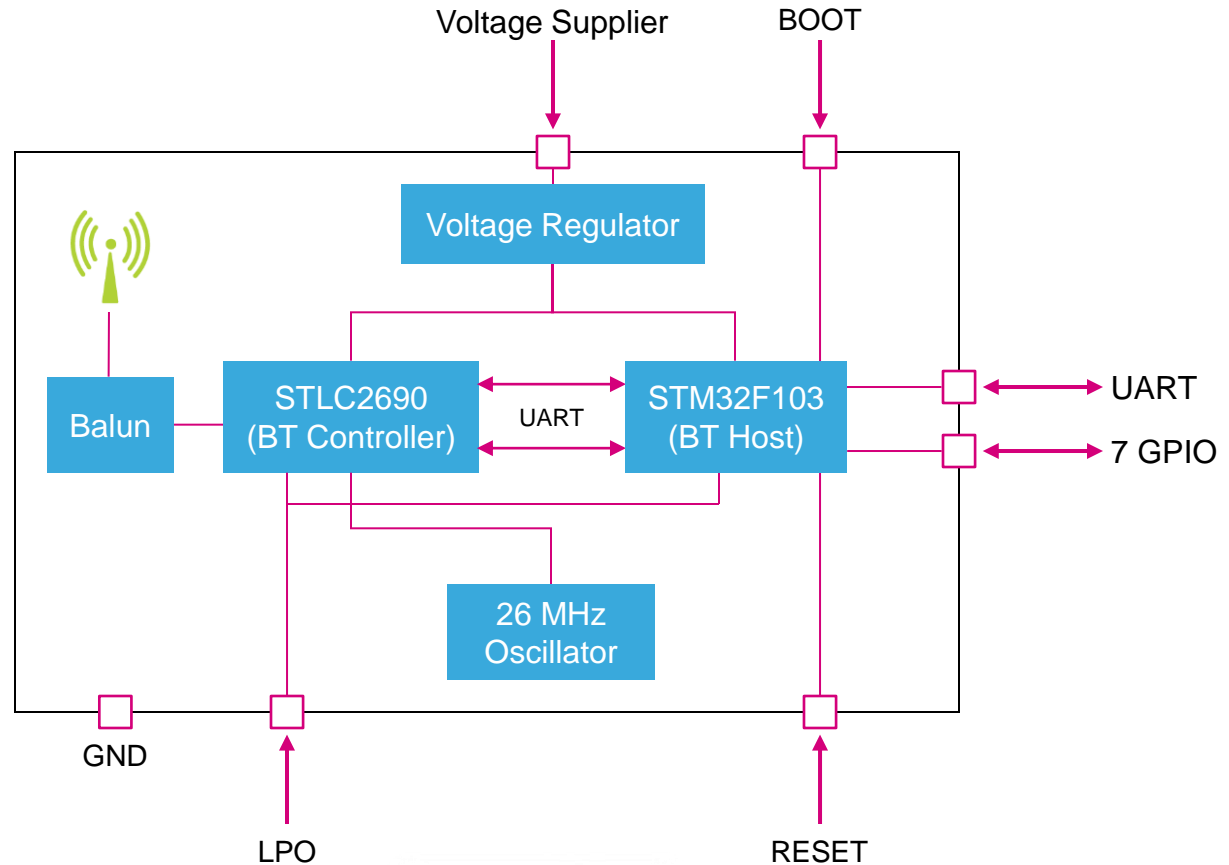 Voltage Supplier
BOOT
Voltage Regulator
Balun
STLC2690
(BT Controller)
UART
STM32F103
(BT Host)
UART
7 GPIO
26 MHz
Oscillator
GND
LPO
RESET